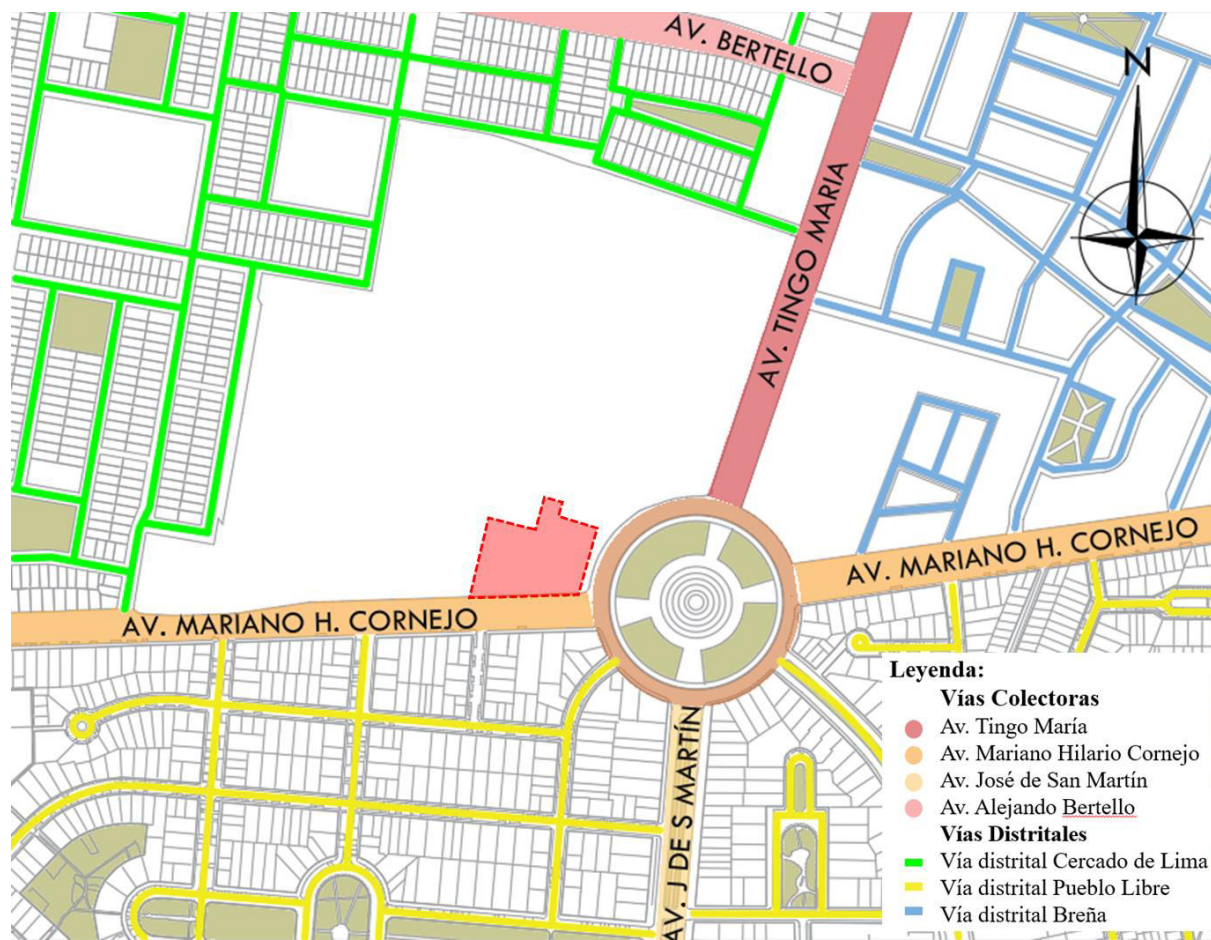 AV. BERTELLO
N
AV. TINGO MARIA
AV. MARIANO H. CORNEJO
AV. MARIANO H. CORNEJO
AV. J DE S MARTÍN
Leyenda:
Vías Colectoras
Av. Tingo María
Av. Mariano Hilario Cornejo
Av. José de San Martín
Av. Alejando Bertello
Vías Distritales
Vía distrital Cercado de Lima
Vía distrital Pueblo Libre
Vía distrital Breña